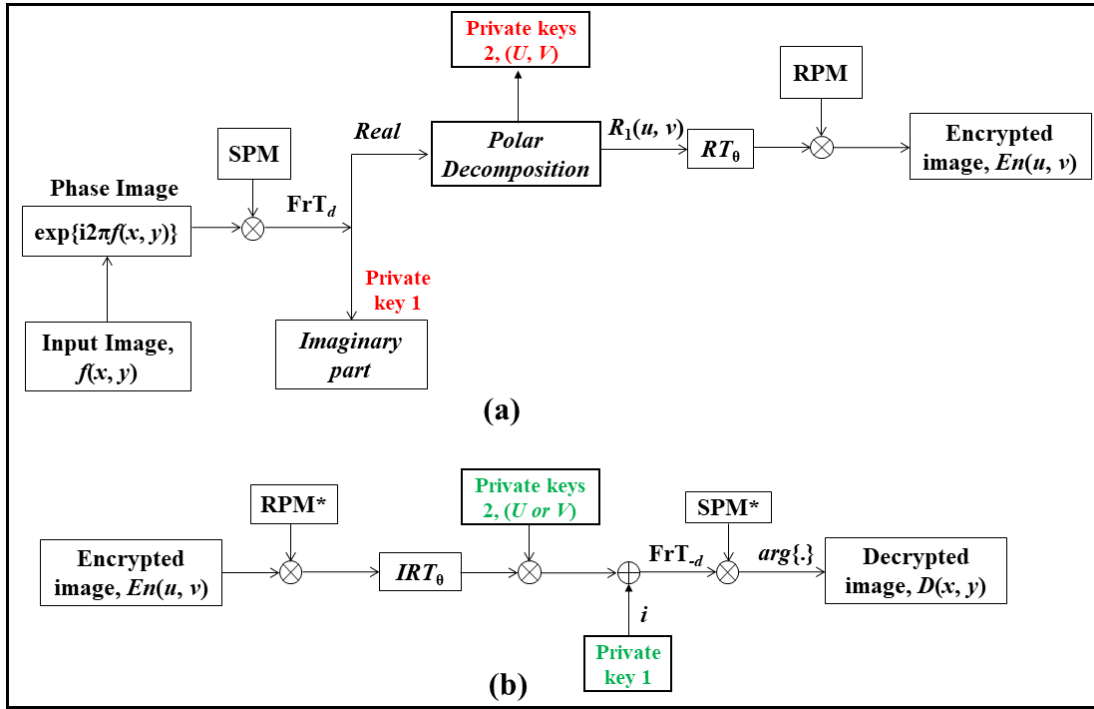 Private keys
2, (U, V)
RPM
SPM
Real
Polar
Decomposition
R₁(u, v)
RTθ
Encrypted
image, En(u, v)
Phase Image
exp{i2πf(x, y)}
FrTd
Private
key 1
Input Image,
f(x, y)
Imaginary
part
(a)
RPM*
Private keys
2, (U or V)
SPM*
Encrypted
image, En(u, v)
IRTθ
FrT-d
arg{.}
Decrypted
image, D(x, y)
i
Private
key 1
(b)